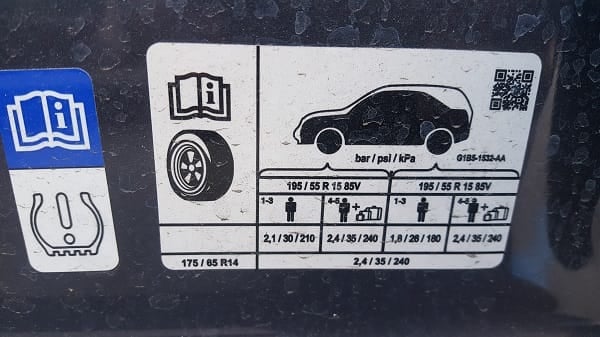 bar / psi / kPa
G1B5-1532-AA
195 / 55 R 15 85V
195 / 55 R 15 85V
1-3
4-5
+
1-3
4-5
+
2,1 / 30 / 210
2,4 / 35 / 240
1,8 / 26 / 180
2,4 / 35 / 240
175 / 65 R14
2,4 / 35 / 240